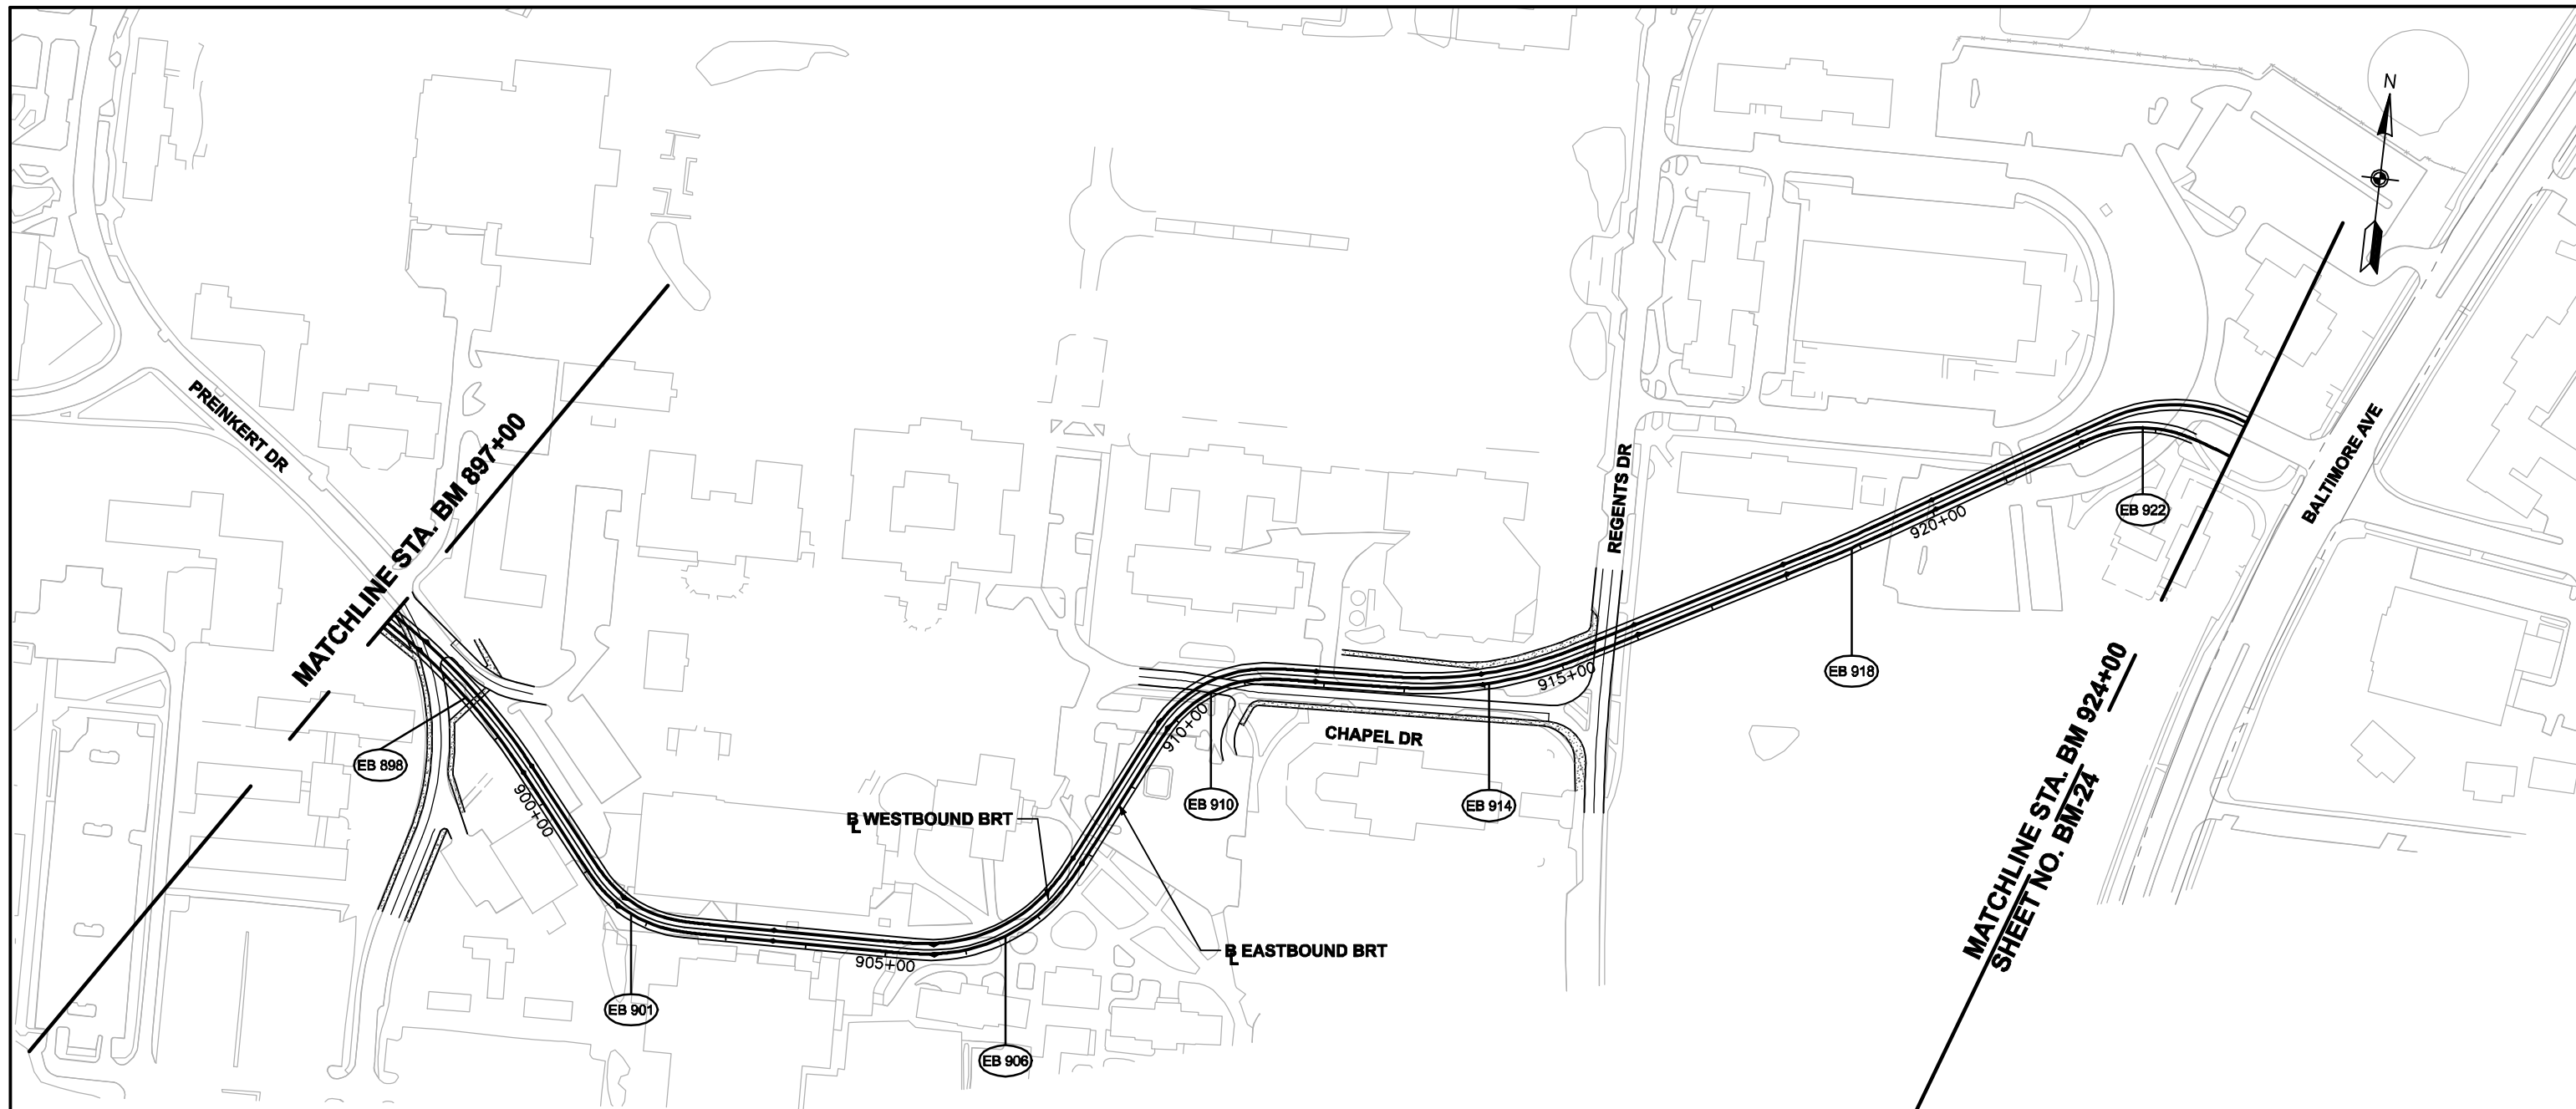 N
PREINKERT DR
MATCHLINE STA. BM 897+00
REGENTS DR
BALTIMORE AVE
EB 922
920+00
EB 918
915+00
EB 898
900+00
910+00
CHAPEL DR
EB 910
EB 914
BL WESTBOUND BRT
BL EASTBOUND BRT
905+00
EB 901
EB 906
MATCHLINE STA. BM 924+00
SHEET NO. BM-24